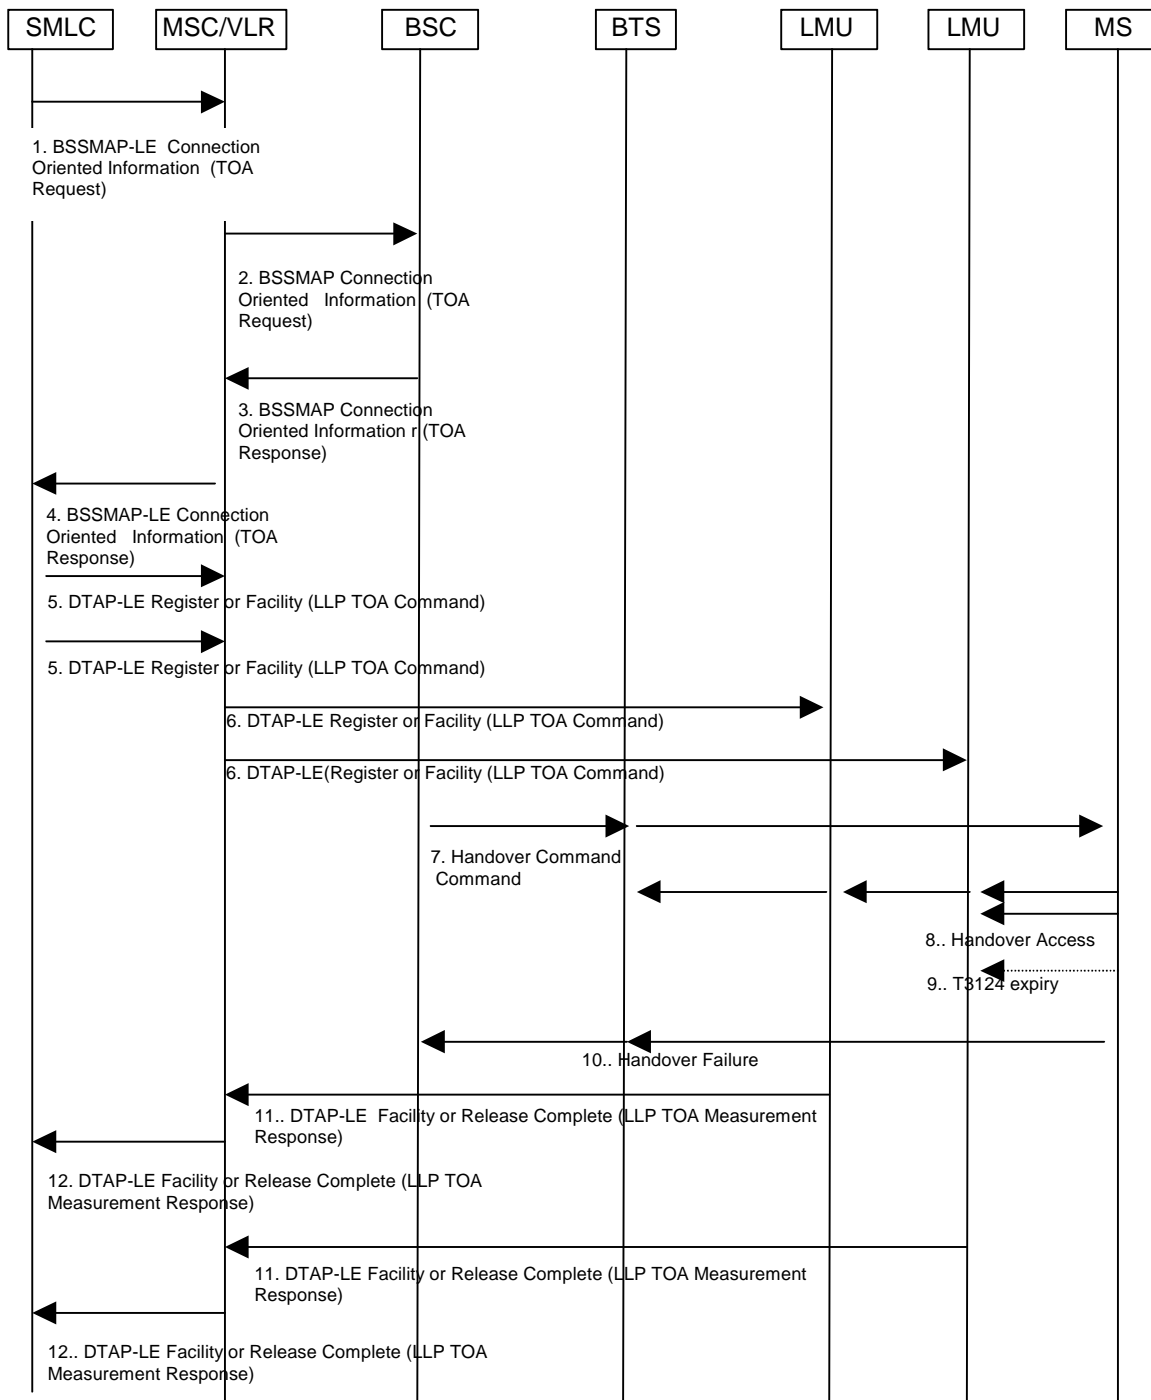 SMLC MSC/VLR BSC BTS LMU LMU MS
1. BSSMAP-LE Connection
Oriented Information (TOA
Request)
2. BSSMAP Connection
Oriented Information (TOA
Request)
3. BSSMAP Connection
Oriented Information r (TOA
Response)
4. BSSMAP-LE Connection
Oriented Information (TOA
Response)
5. DTAP-LE Register or Facility (LLP TOA Command)
5. DTAP-LE Register or Facility (LLP TOA Command)
6. DTAP-LE Register or Facility (LLP TOA Command)
6. DTAP-LE(Register or Facility (LLP TOA Command)
7. Handover Command
Command
8.. Handover Access
9.. T3124 expiry
10.. Handover Failure
11.. DTAP-LE Facility or Release Complete (LLP TOA Measurement
Response)
12. DTAP-LE Facility or Release Complete (LLP TOA
Measurement Response)
11. DTAP-LE Facility or Release Complete (LLP TOA Measurement
Response)
12.. DTAP-LE Facility or Release Complete (LLP TOA
Measurement Response)